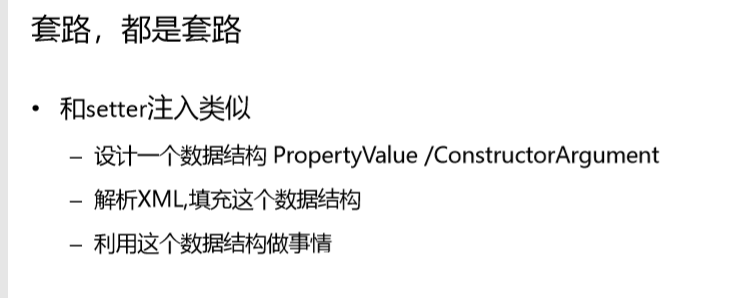 套路，都是套路
• 和setter注入类似
– 设计一个数据结构 PropertyValue /ConstructorArgument
– 解析XML,填充这个数据结构
– 利用这个数据结构做事情